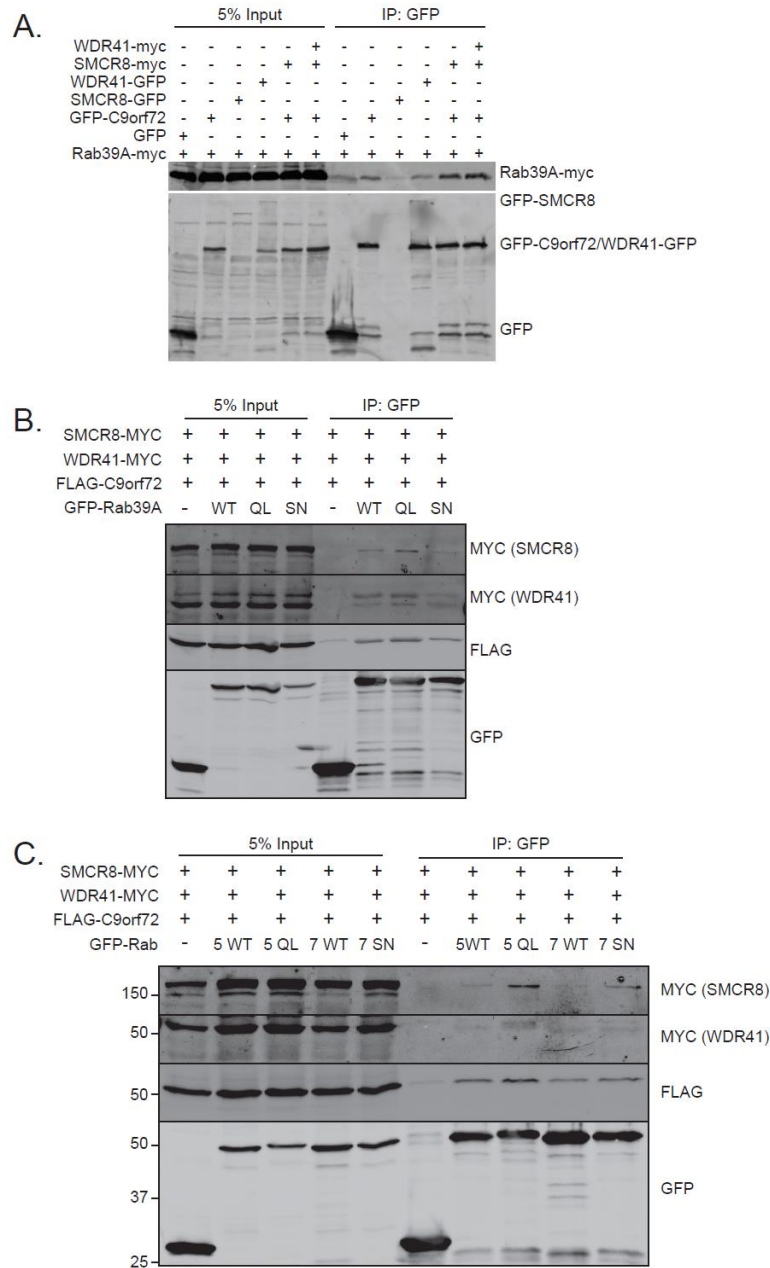 A.
5% Input IP: GFP
WDR41-myc - - - - - + - - - - - +
SMCR8-myc - - - - + + - - - - + +
WDR41-GFP - - - + - - - - - + - -
SMCR8-GFP - - + - - - - - + - - -
GFP-C9orf72 - + - - + + - + - - + +
GFP + - - - - - + - - - - -
Rab39A-myc + + + + + + + + + + + +
Rab39A-myc
GFP-SMCR8
GFP-C9orf72/WDR41-GFP
GFP
B.
5% Input IP: GFP
SMCR8-MYC + + + + + + + +
WDR41-MYC + + + + + + + +
FLAG-C9orf72 + + + + + + + +
GFP-Rab39A - WT QL SN - WT QL SN
MYC (SMCR8)
MYC (WDR41)
FLAG
GFP
C.
5% Input IP: GFP
SMCR8-MYC + + + + + + + + + +
WDR41-MYC + + + + + + + + + +
FLAG-C9orf72 + + + + + + + + + +
GFP-Rab - 5 WT 5 QL 7 WT 7 SN - 5WT 5 QL 7 WT 7 SN
150 MYC (SMCR8)
50 MYC (WDR41)
50 FLAG
50
37 GFP
25